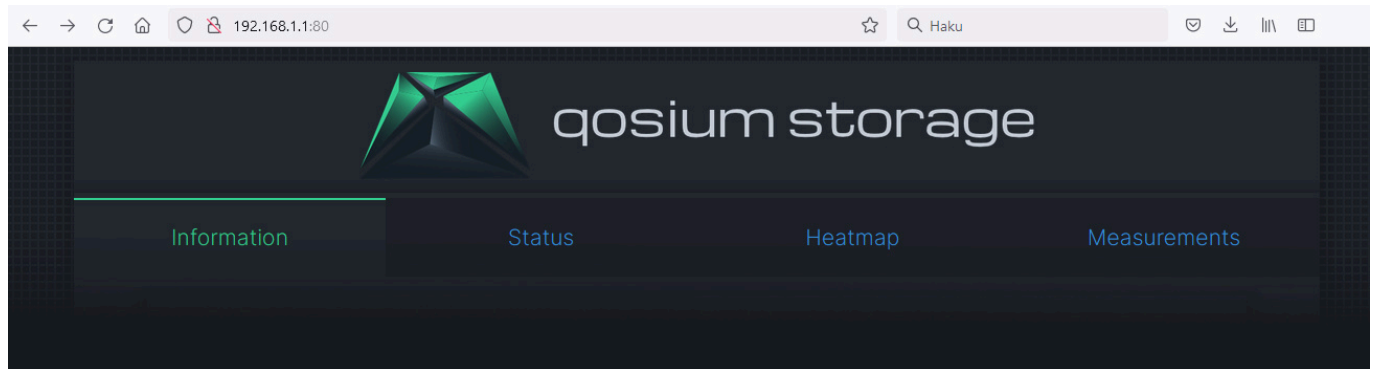 192.168.1.1:80
Haku
qosium storage
Information Status Heatmap Measurements